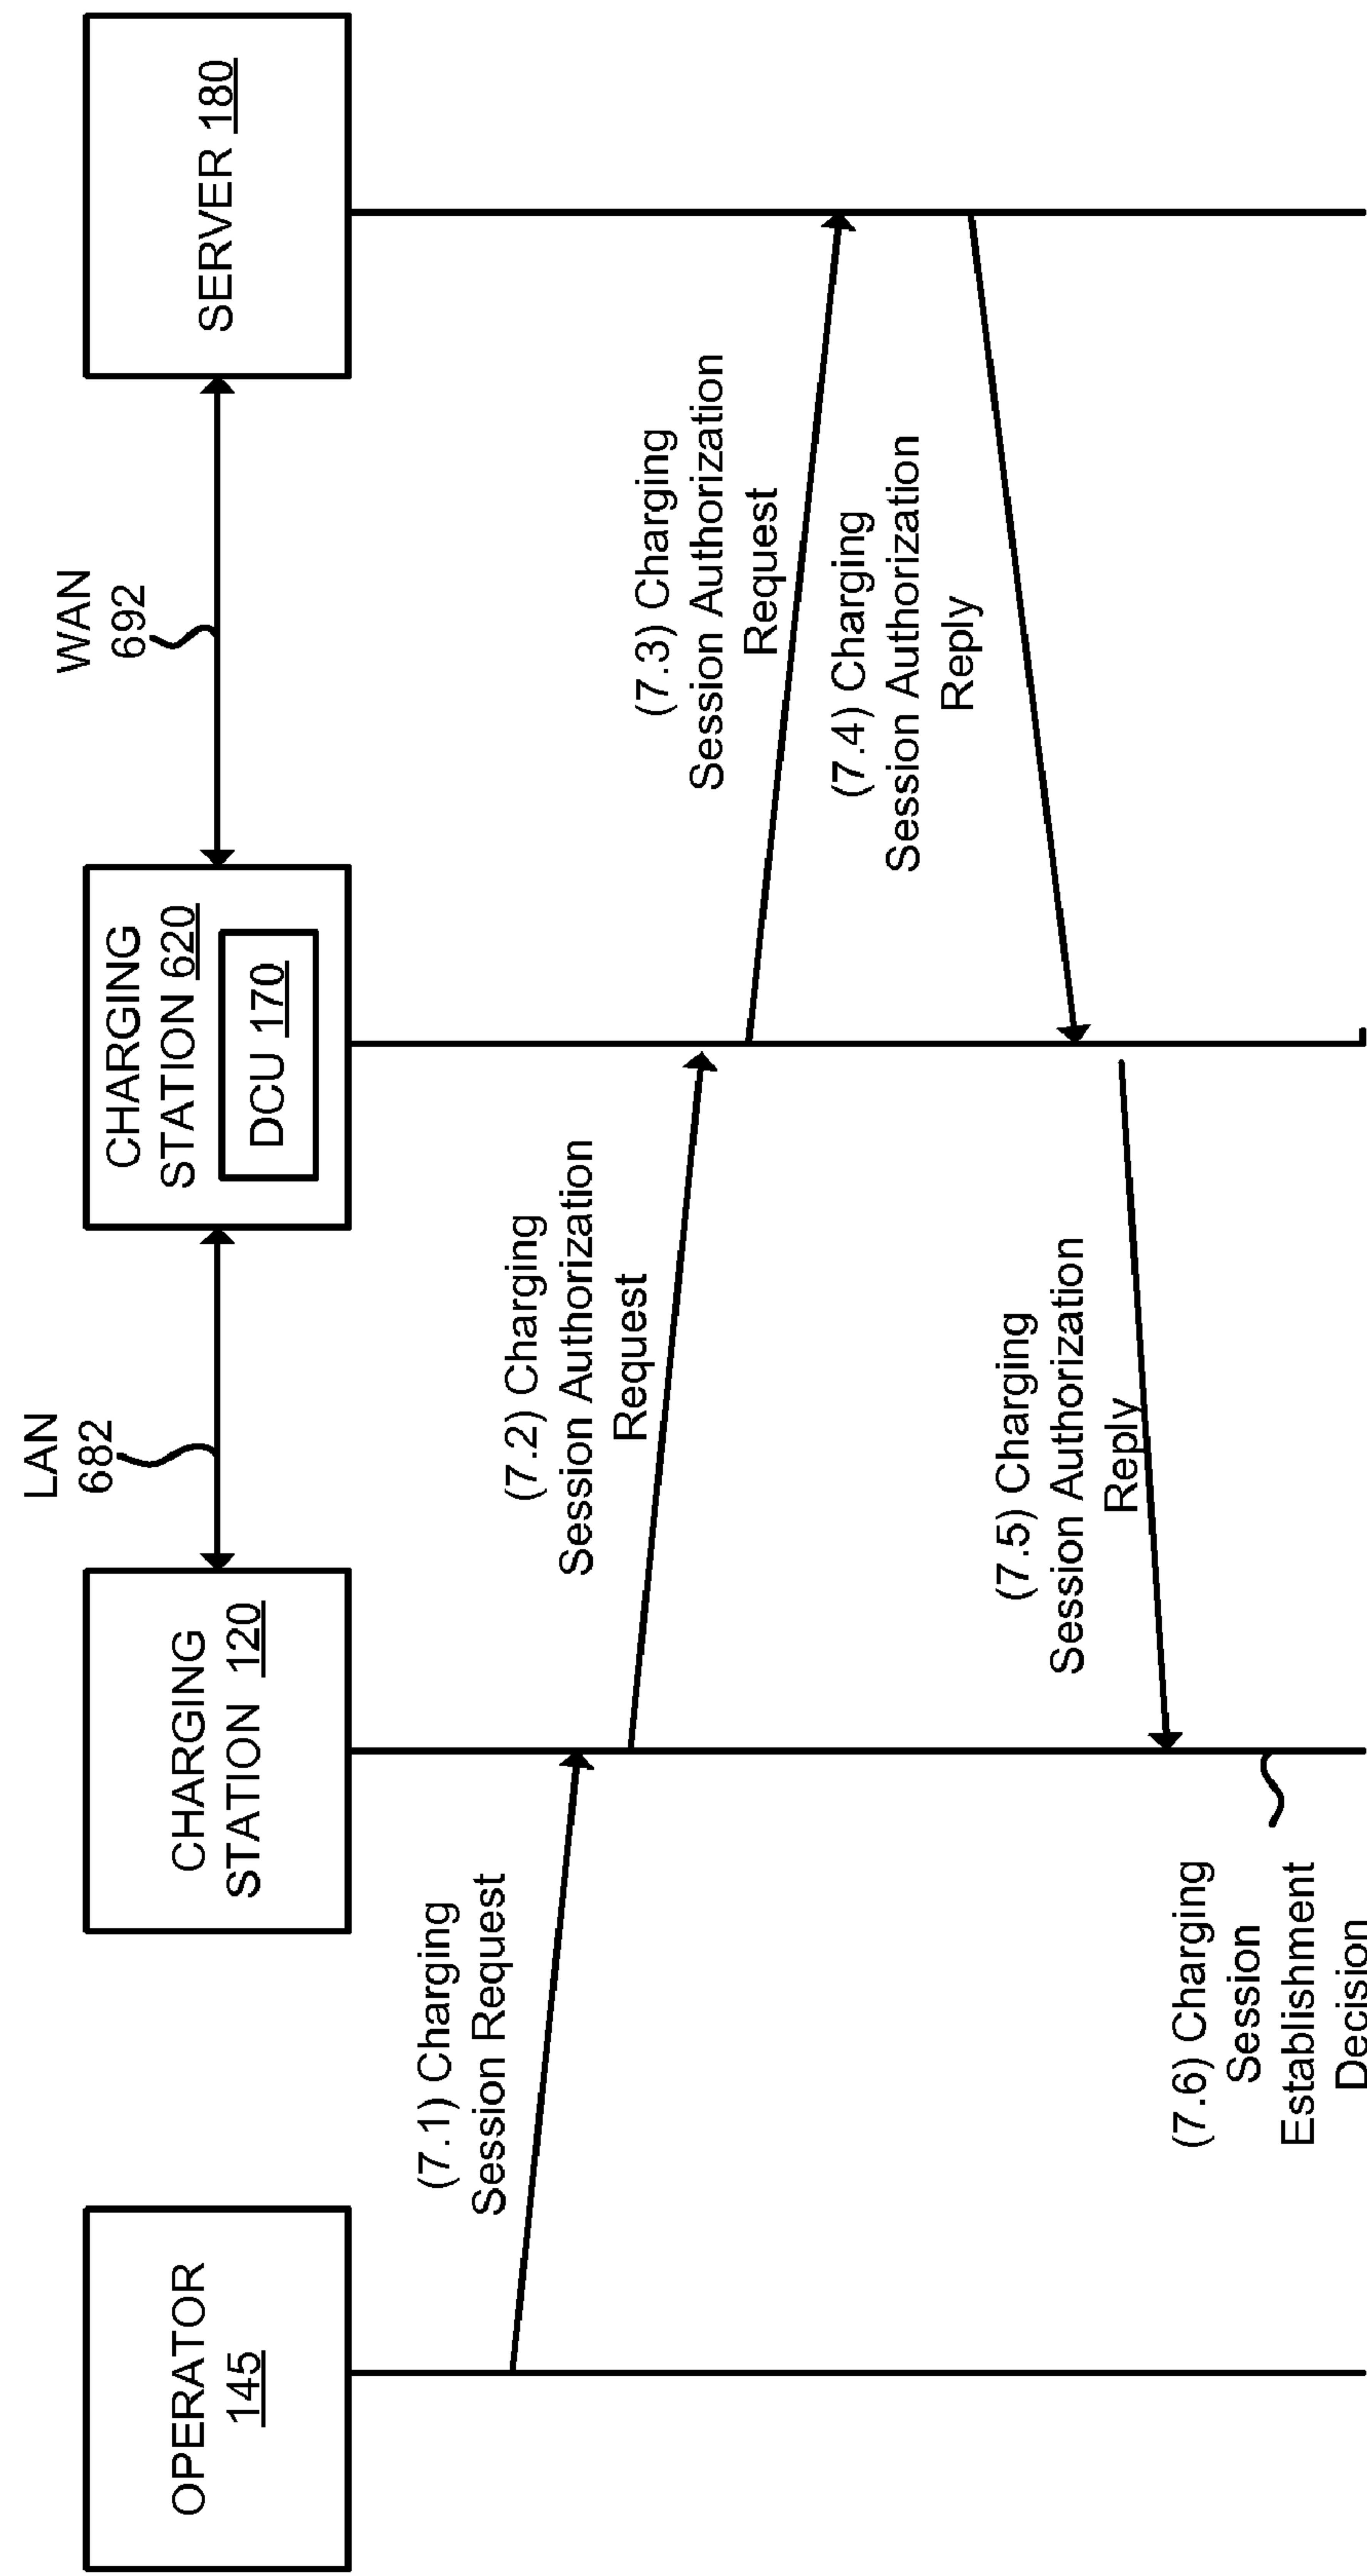 OPERATOR
145
CHARGING
STATION 120
LAN
682
CHARGING
STATION 620
DCU 170
WAN
692
SERVER 180
(7.1) Charging
Session Request
(7.2) Charging
Session Authorization
Request
(7.3) Charging
Session Authorization
Request
(7.4) Charging
Session Authorization
Reply
(7.5) Charging
Session Authorization
Reply
(7.6) Charging
Session
Establishment
Decision